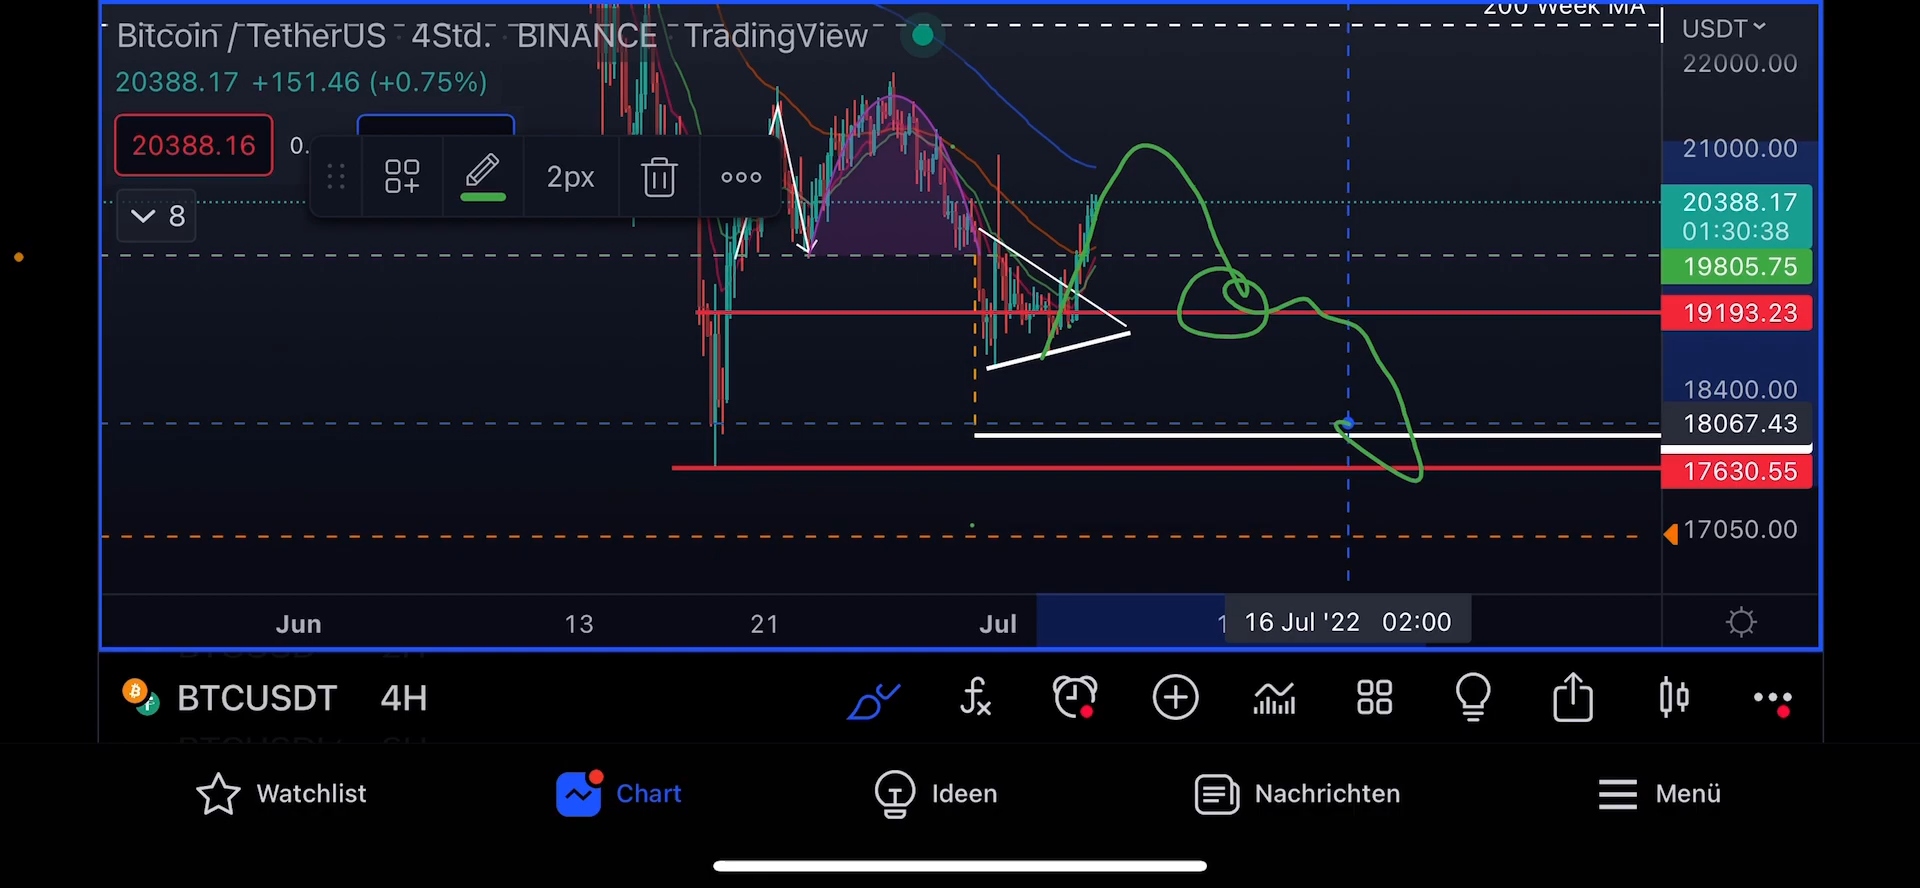 200 Week MA
Bitcoin / TetherUS · 4Std. · BINANCE · TradingView
USDT
22000.00
20388.17 +151.46 (+0.75%)
20388.16
0.
21000.00
2px
20388.17
01:30:38
8
19805.75
19193.23
18400.00
18067.43
17630.55
17050.00
Jun
13
21
Jul
16 Jul '22 02:00
BTCUSDT 4H
Watchlist
Chart
Ideen
Nachrichten
Menü